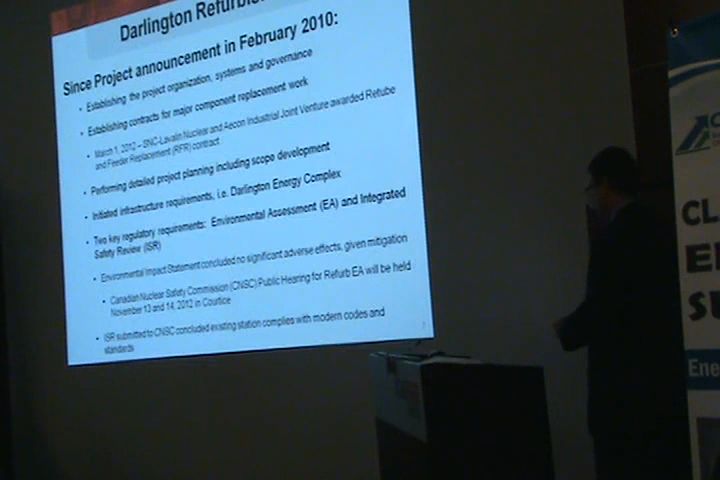 Darlington Refurbis
Since Project announcement in February 2010:
• Establishing the project organization, systems and governance
• Establishing contracts for major component replacement work
• March 1, 2012 – SNC-Lavalin Nuclear and Aecon Industrial Joint Venture awarded Retube
and Feeder Replacement (RFR) contract
• Performing detailed project planning including scope development
• Initiated infrastructure requirements, i.e. Darlington Energy Complex
• Two key regulatory requirements: Environmental Assessment (EA) and Integrated
Safety Review (ISR)
• Environmental Impact Statement concluded no significant adverse effects, given mitigation
• Canadian Nuclear Safety Commission (CNSC) Public Hearing for Refurb EA will be held
November 13 and 14, 2012 in Courtice
• ISR submitted to CNSC concluded existing station complies with modern codes and
standards
CL
Ene